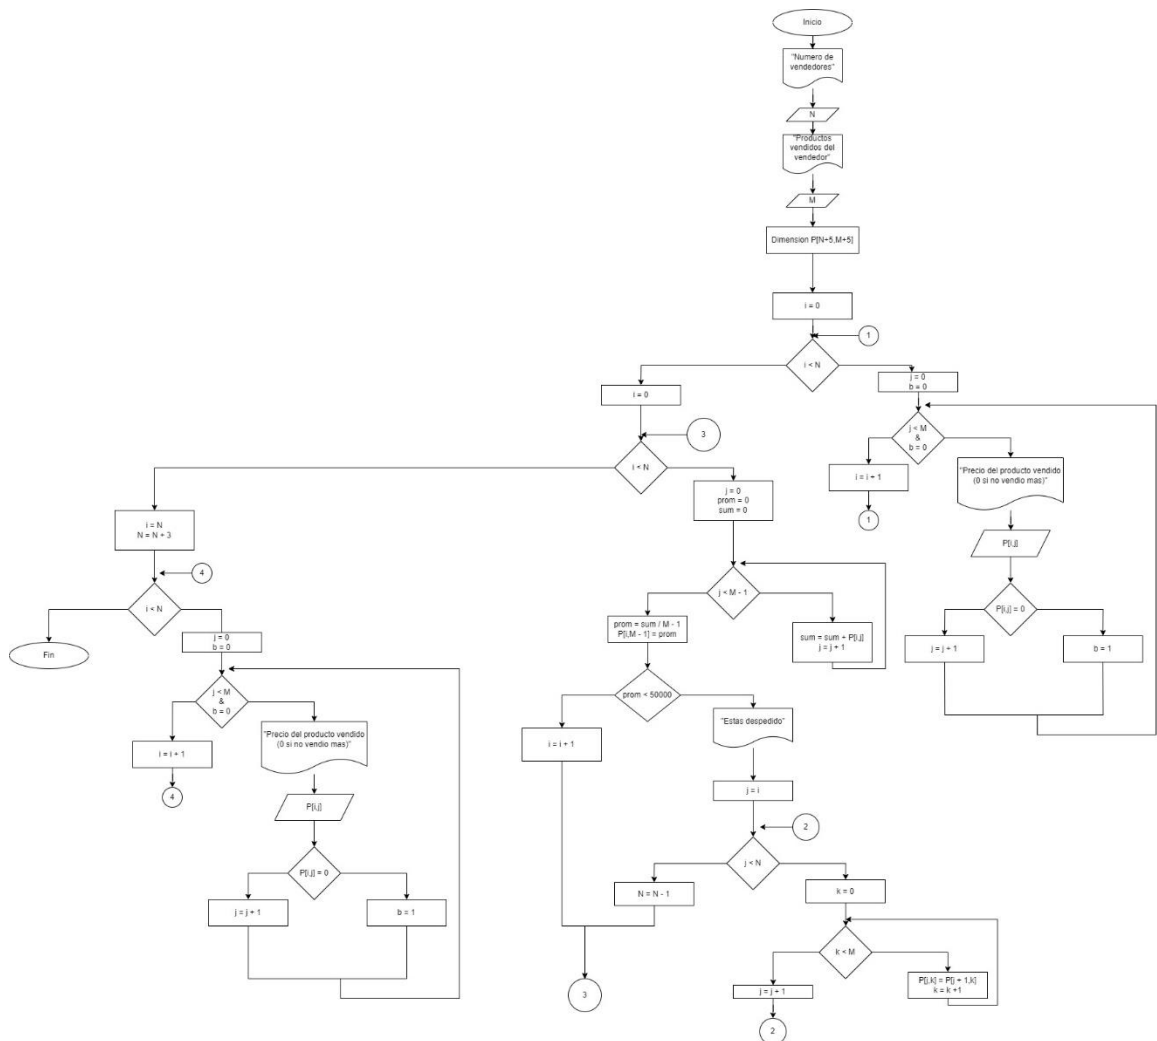 Inicio
"Numero de
vendedores"
N
"Productos
vendidos del
vendedor"
M
Dimension P[N+5,M+5]
i = 0
1
i < N
j = 0
b = 0
j < M
&
b = 0
i = i + 1
1
"Precio del producto vendido
(0 si no vendio mas)"
P[i,j]
P[i,j] = 0
j = j + 1
b = 1
i = 0
3
i < N
j = 0
prom = 0
sum = 0
j < M - 1
sum = sum + P[i,j]
j = j + 1
prom = sum / M - 1
P[i,M - 1] = prom
prom < 50000
i = i + 1
"Estas despedido"
j = i
2
j < N
N = N - 1
3
k = 0
k < M
P[j,k] = P[j + 1,k]
k = k +1
j = j + 1
2
i = N
N = N + 3
4
i < N
Fin
j = 0
b = 0
j < M
&
b = 0
i = i + 1
4
"Precio del producto vendido
(0 si no vendio mas)"
P[i,j]
P[i,j] = 0
j = j + 1
b = 1